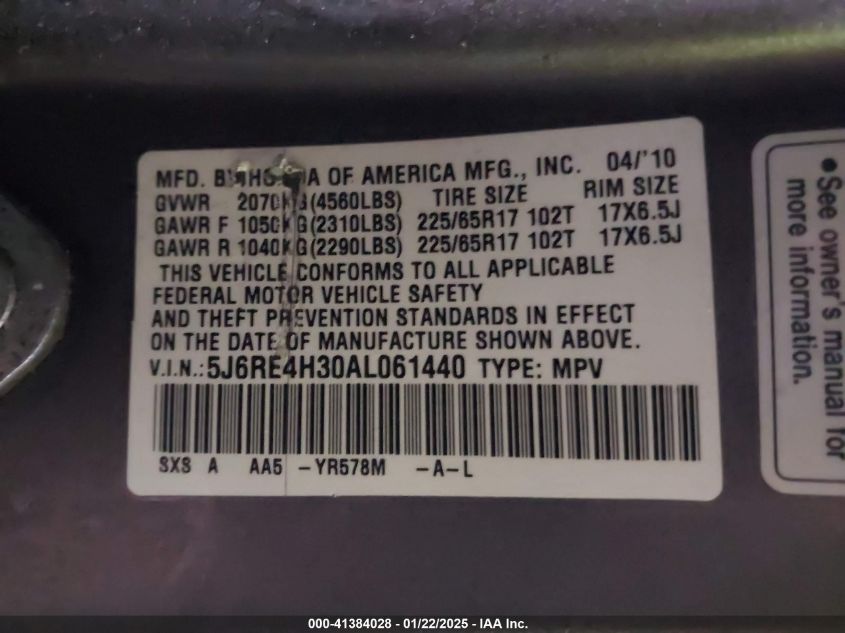 MFD. BY HONDA OF AMERICA MFG., INC. 04/'10
GVWR 2070KG(4560LBS) TIRE SIZE RIM SIZE
GAWR F 1050KG(2310LBS) 225/65R17 102T 17X6.5J
GAWR R 1040KG(2290LBS) 225/65R17 102T 17X6.5J
THIS VEHICLE CONFORMS TO ALL APPLICABLE
FEDERAL MOTOR VEHICLE SAFETY
AND THEFT PREVENTION STANDARDS IN EFFECT
ON THE DATE OF MANUFACTURE SHOWN ABOVE.
V.I.N.:5J6RE4H30AL061440 TYPE: MPV
SXS A AA5 -YR578M -A-L
•See owner's manual for
more information.
000-41384028 - 01/22/2025 - IAA Inc.